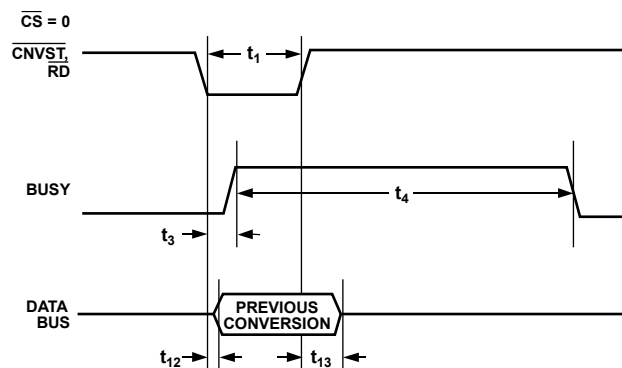 CS = 0
CNVST,
RD
t1
BUSY
t4
t3
DATA
BUS
PREVIOUS
CONVERSION
t12
t13